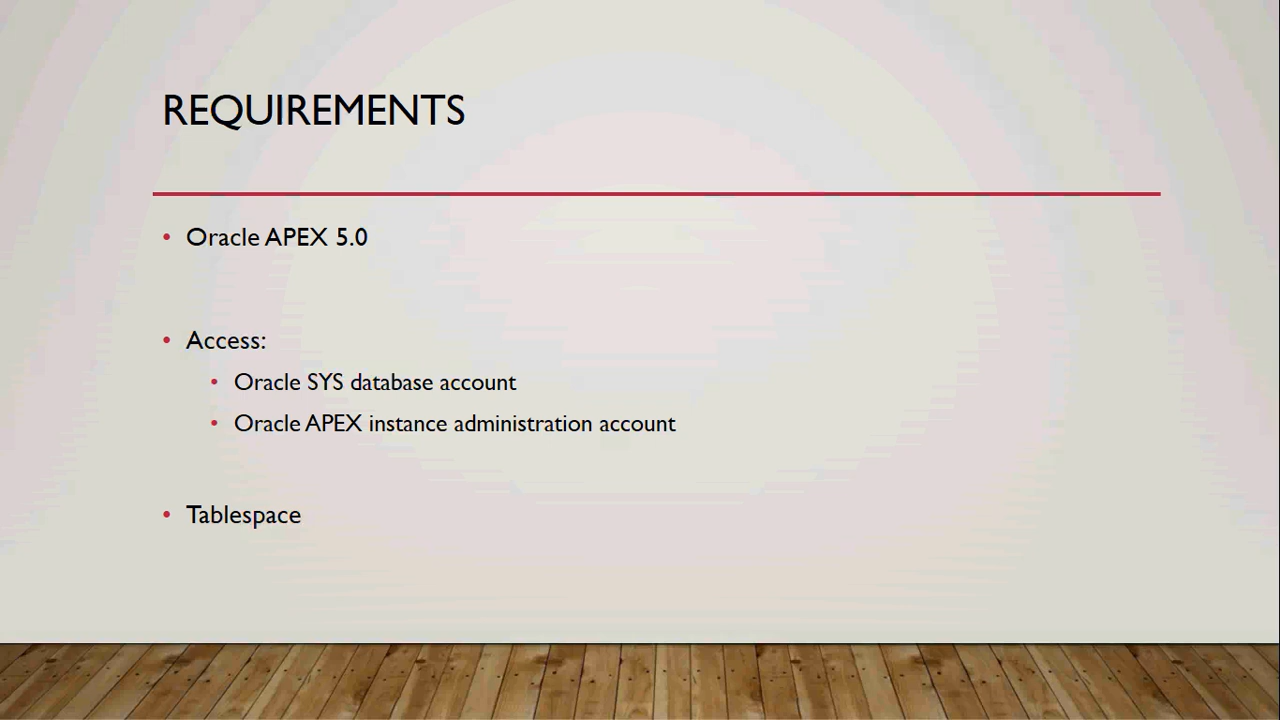 REQUIREMENTS
• Oracle APEX 5.0
• Access:
• Oracle SYS database account
• Oracle APEX instance administration account
• Tablespace